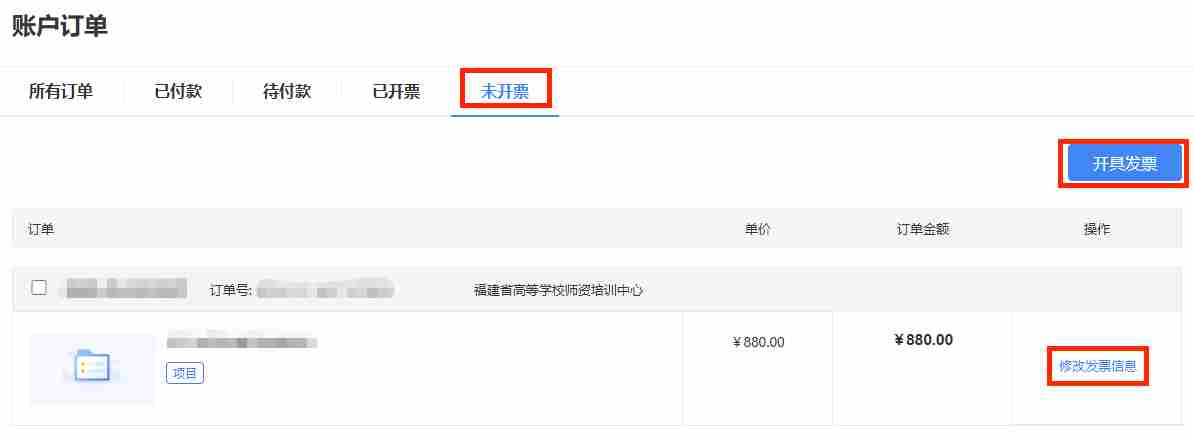 账户订单
所有订单 已付款 待付款 已开票 未开票
开具发票
订单 单价 订单金额 操作
订单号: 福建省高等学校师资培训中心
￥880.00 ￥880.00
项目 修改发票信息